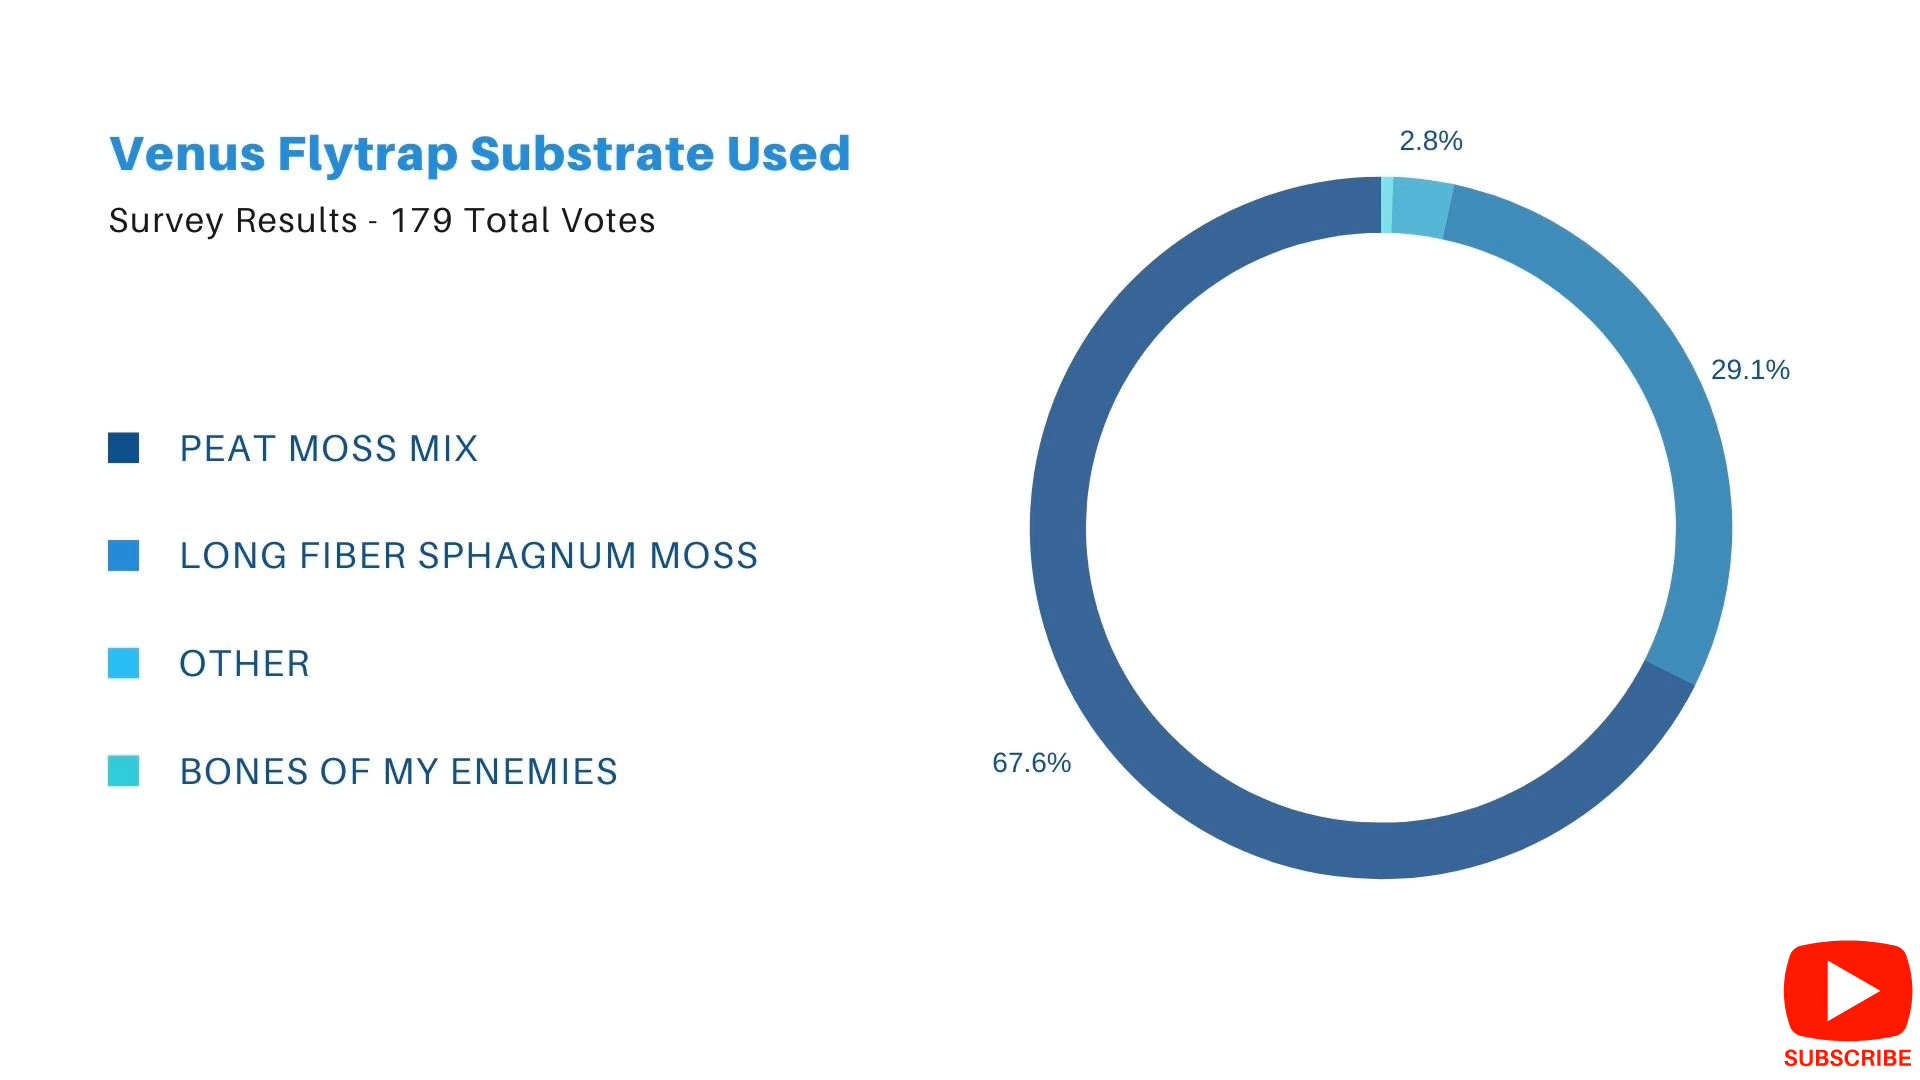 Venus Flytrap Substrate Used
Survey Results - 179 Total Votes
PEAT MOSS MIX
LONG FIBER SPHAGNUM MOSS
OTHER
BONES OF MY ENEMIES
2.8%
29.1%
67.6%
SUBSCRIBE